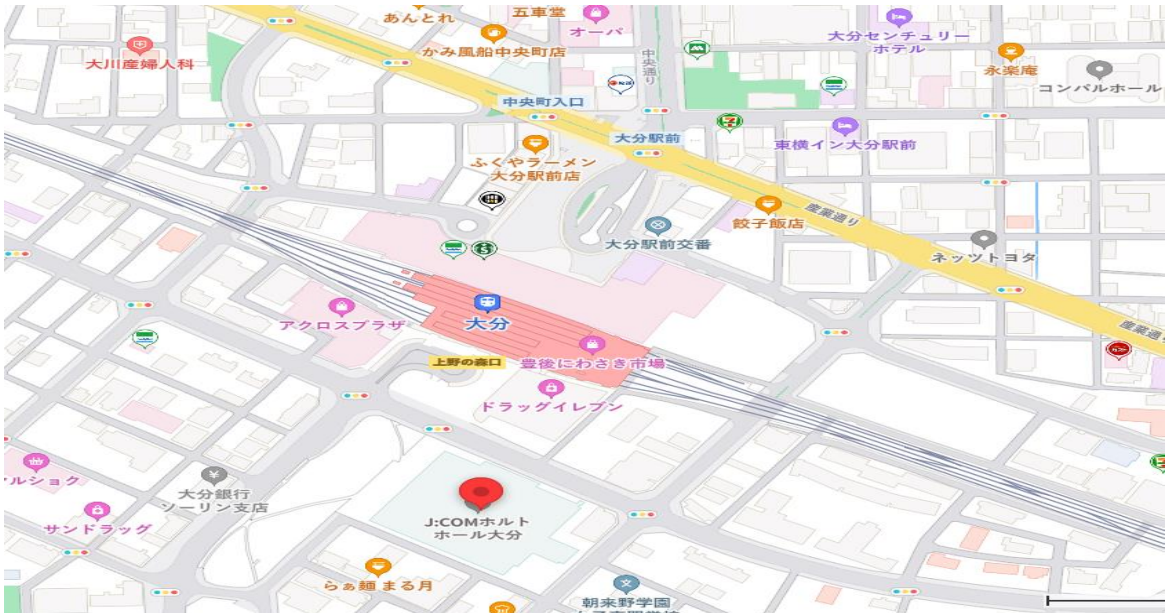 あんとれ
五車堂
オーパ
大分センチュリー
ホテル
かみ風船中央町店
中央通り
永楽庵
大川産婦人科
コンパルホール
中央町入口
大分駅前
東横イン大分駅前
ふくやラーメン
大分駅前店
産業通り
餃子飯店
大分駅前交番
ネッツトヨタ
大分
アクロスプラザ
産業通り
上野の森口
豊後にわさき市場
ドラッグイレブン
ルショク
大分銀行
ソーリン支店
サンドラッグ
J:COMホルト
ホール大分
らぁ麺 まる月
朝来野学園